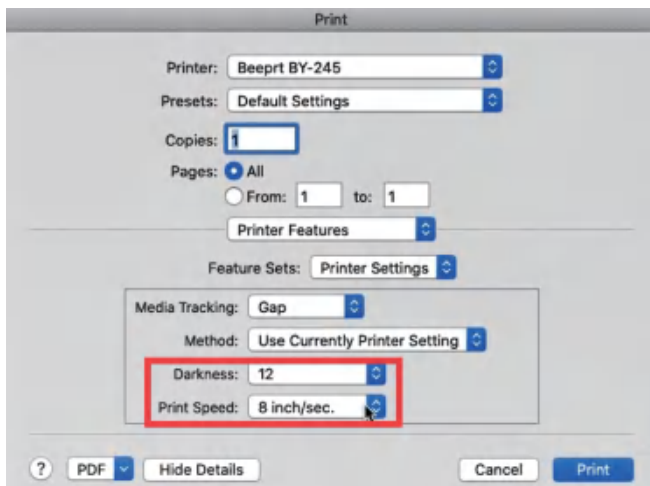 Print
Printer: Beeprt BY-245
Presets: Default Settings
Copies: 1
Pages: All
From: 1 to: 1
Printer Features
Feature Sets: Printer Settings
Media Tracking: Gap
Method: Use Currently Printer Setting
Darkness: 12
Print Speed: 8 inch/sec.
? PDF Hide Details Cancel Print